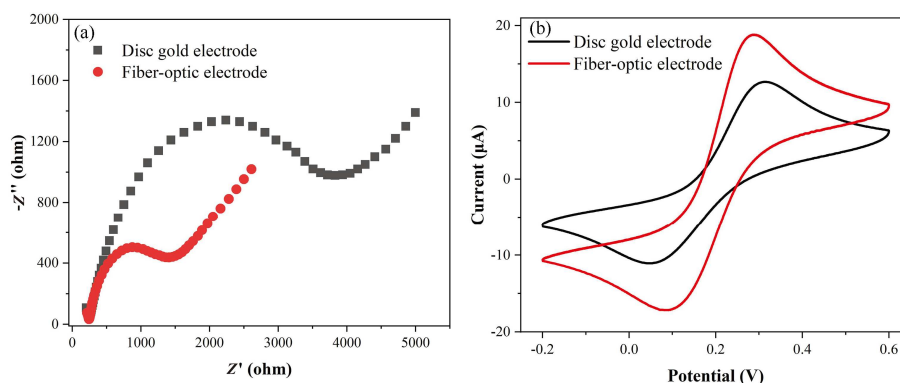 (a)
Disc gold electrode
Fiber-optic electrode
2000
1600
1200
800
400
0
0 1000 2000 3000 4000 5000
-Z'' (ohm)
Z' (ohm)
(b)
Disc gold electrode
Fiber-optic electrode
20
10
0
-10
-20
-0.2 0.0 0.2 0.4 0.6
Current (μA)
Potential (V)